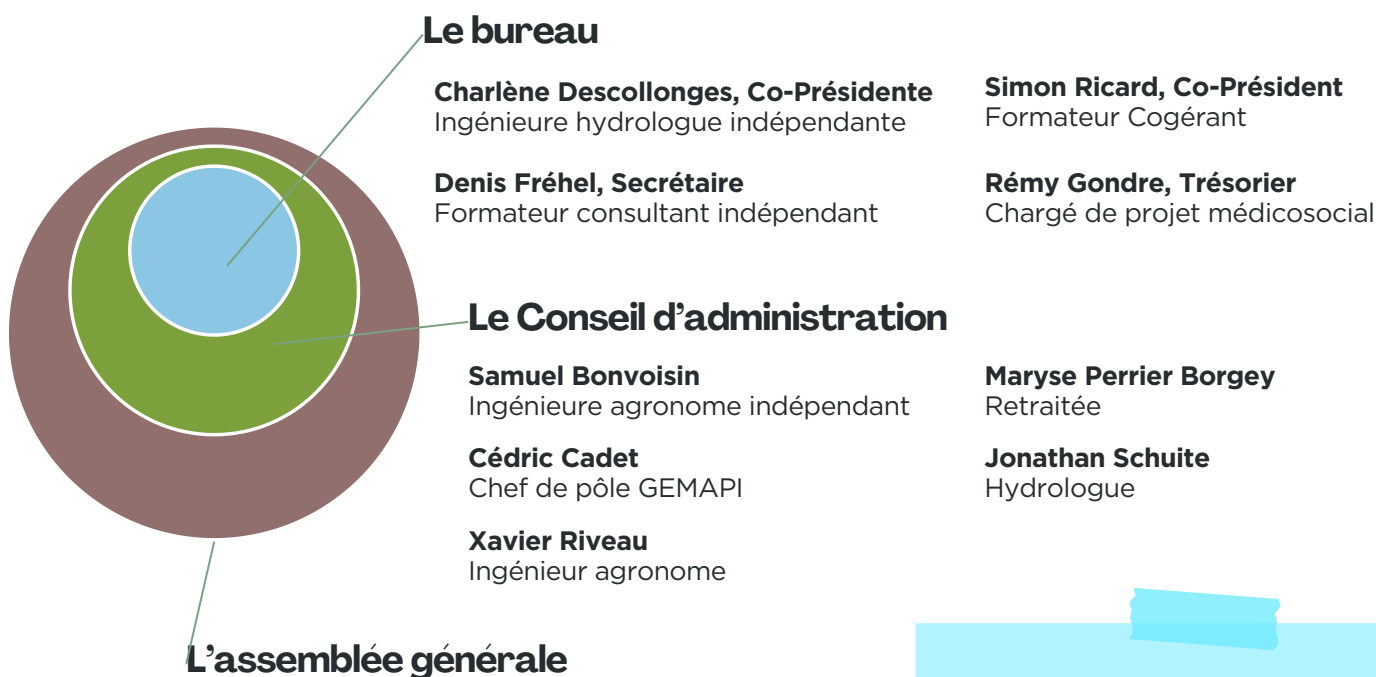 Le bureau
Charlène Descollonges, Co-Présidente
Ingénieure hydrologue indépendante
Simon Ricard, Co-Président
Formateur Cogérant
Denis Fréhel, Secrétaire
Formateur consultant indépendant
Rémy Gondre, Trésorier
Chargé de projet médicosocial
Le Conseil d'administration
Samuel Bonvoisin
Ingénieure agronome indépendant
Maryse Perrier Borgey
Retraitée
Cédric Cadet
Chef de pôle GEMAPI
Jonathan Schuite
Hydrologue
Xavier Riveau
Ingénieur agronome
L'assemblée générale